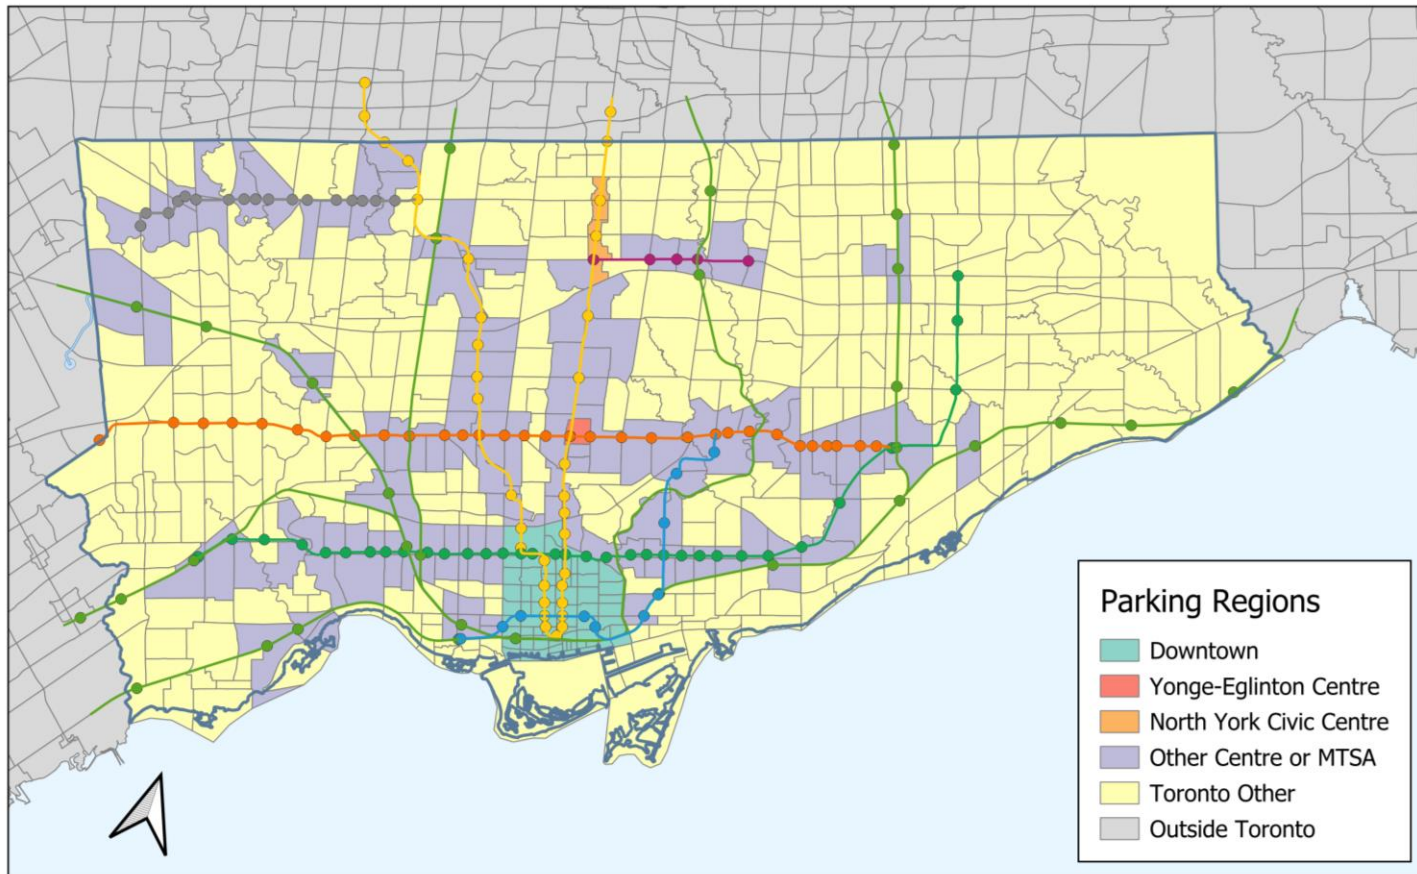 Parking Regions
Downtown
Yonge-Eglinton Centre
North York Civic Centre
Other Centre or MTSA
Toronto Other
Outside Toronto